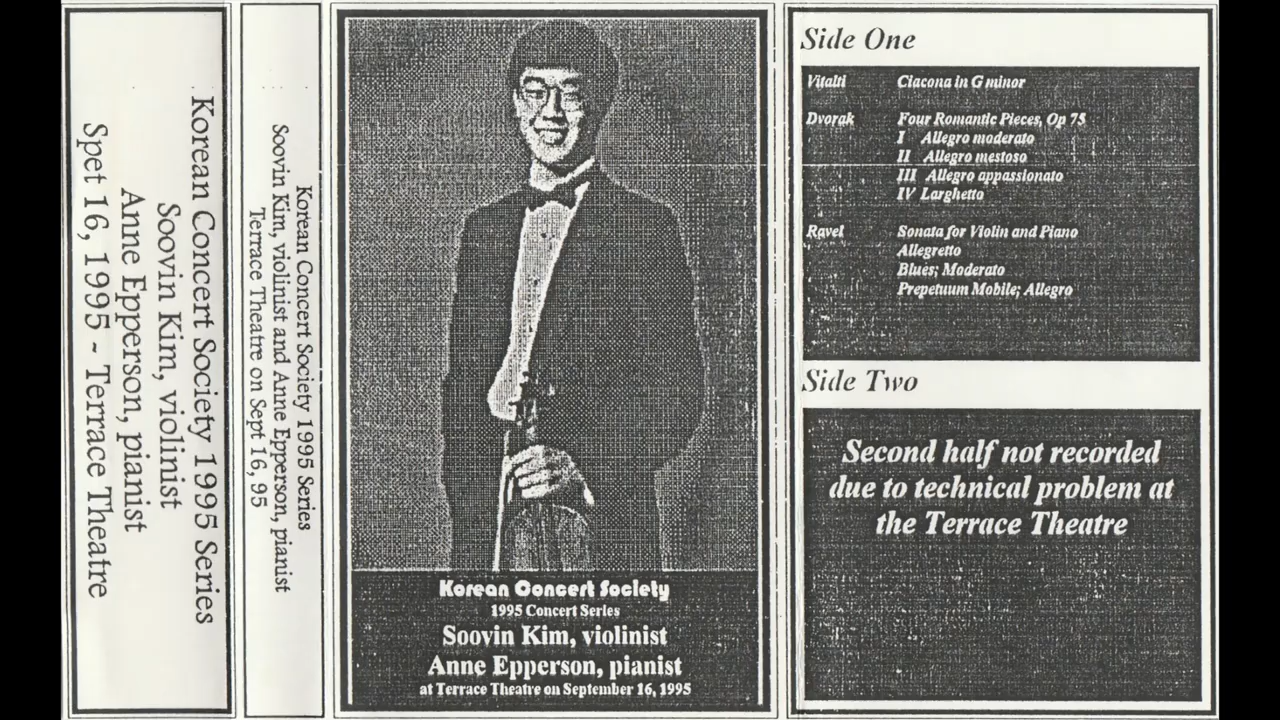 Korean Concert Society 1995 Series
Soovin Kim, violinist
Anne Epperson, pianist
Spet 16, 1995 ~ Terrace Theatre
Korean Concert Society 1995 Series
Soovin Kim, violinist and Anne Epperson, pianist
Terrace Theatre on Sept 16, 95
Korean Concert Society
1995 Concert Series
Soovin Kim, violinist
Anne Epperson, pianist
at Terrace Theatre on September 16, 1995
Side One
Vitalti Ciacona in G minor
Dvorak Four Romantic Pieces, Op 75
I Allegro moderato
II Allegro mestoso
III Allegro appassionato
IV Larghetto
Ravel Sonata for Violin and Piano
Allegretto
Blues; Moderato
Prepetuum Mobile; Allegro
Side Two
Second half not recorded
due to technical problem at
the Terrace Theatre